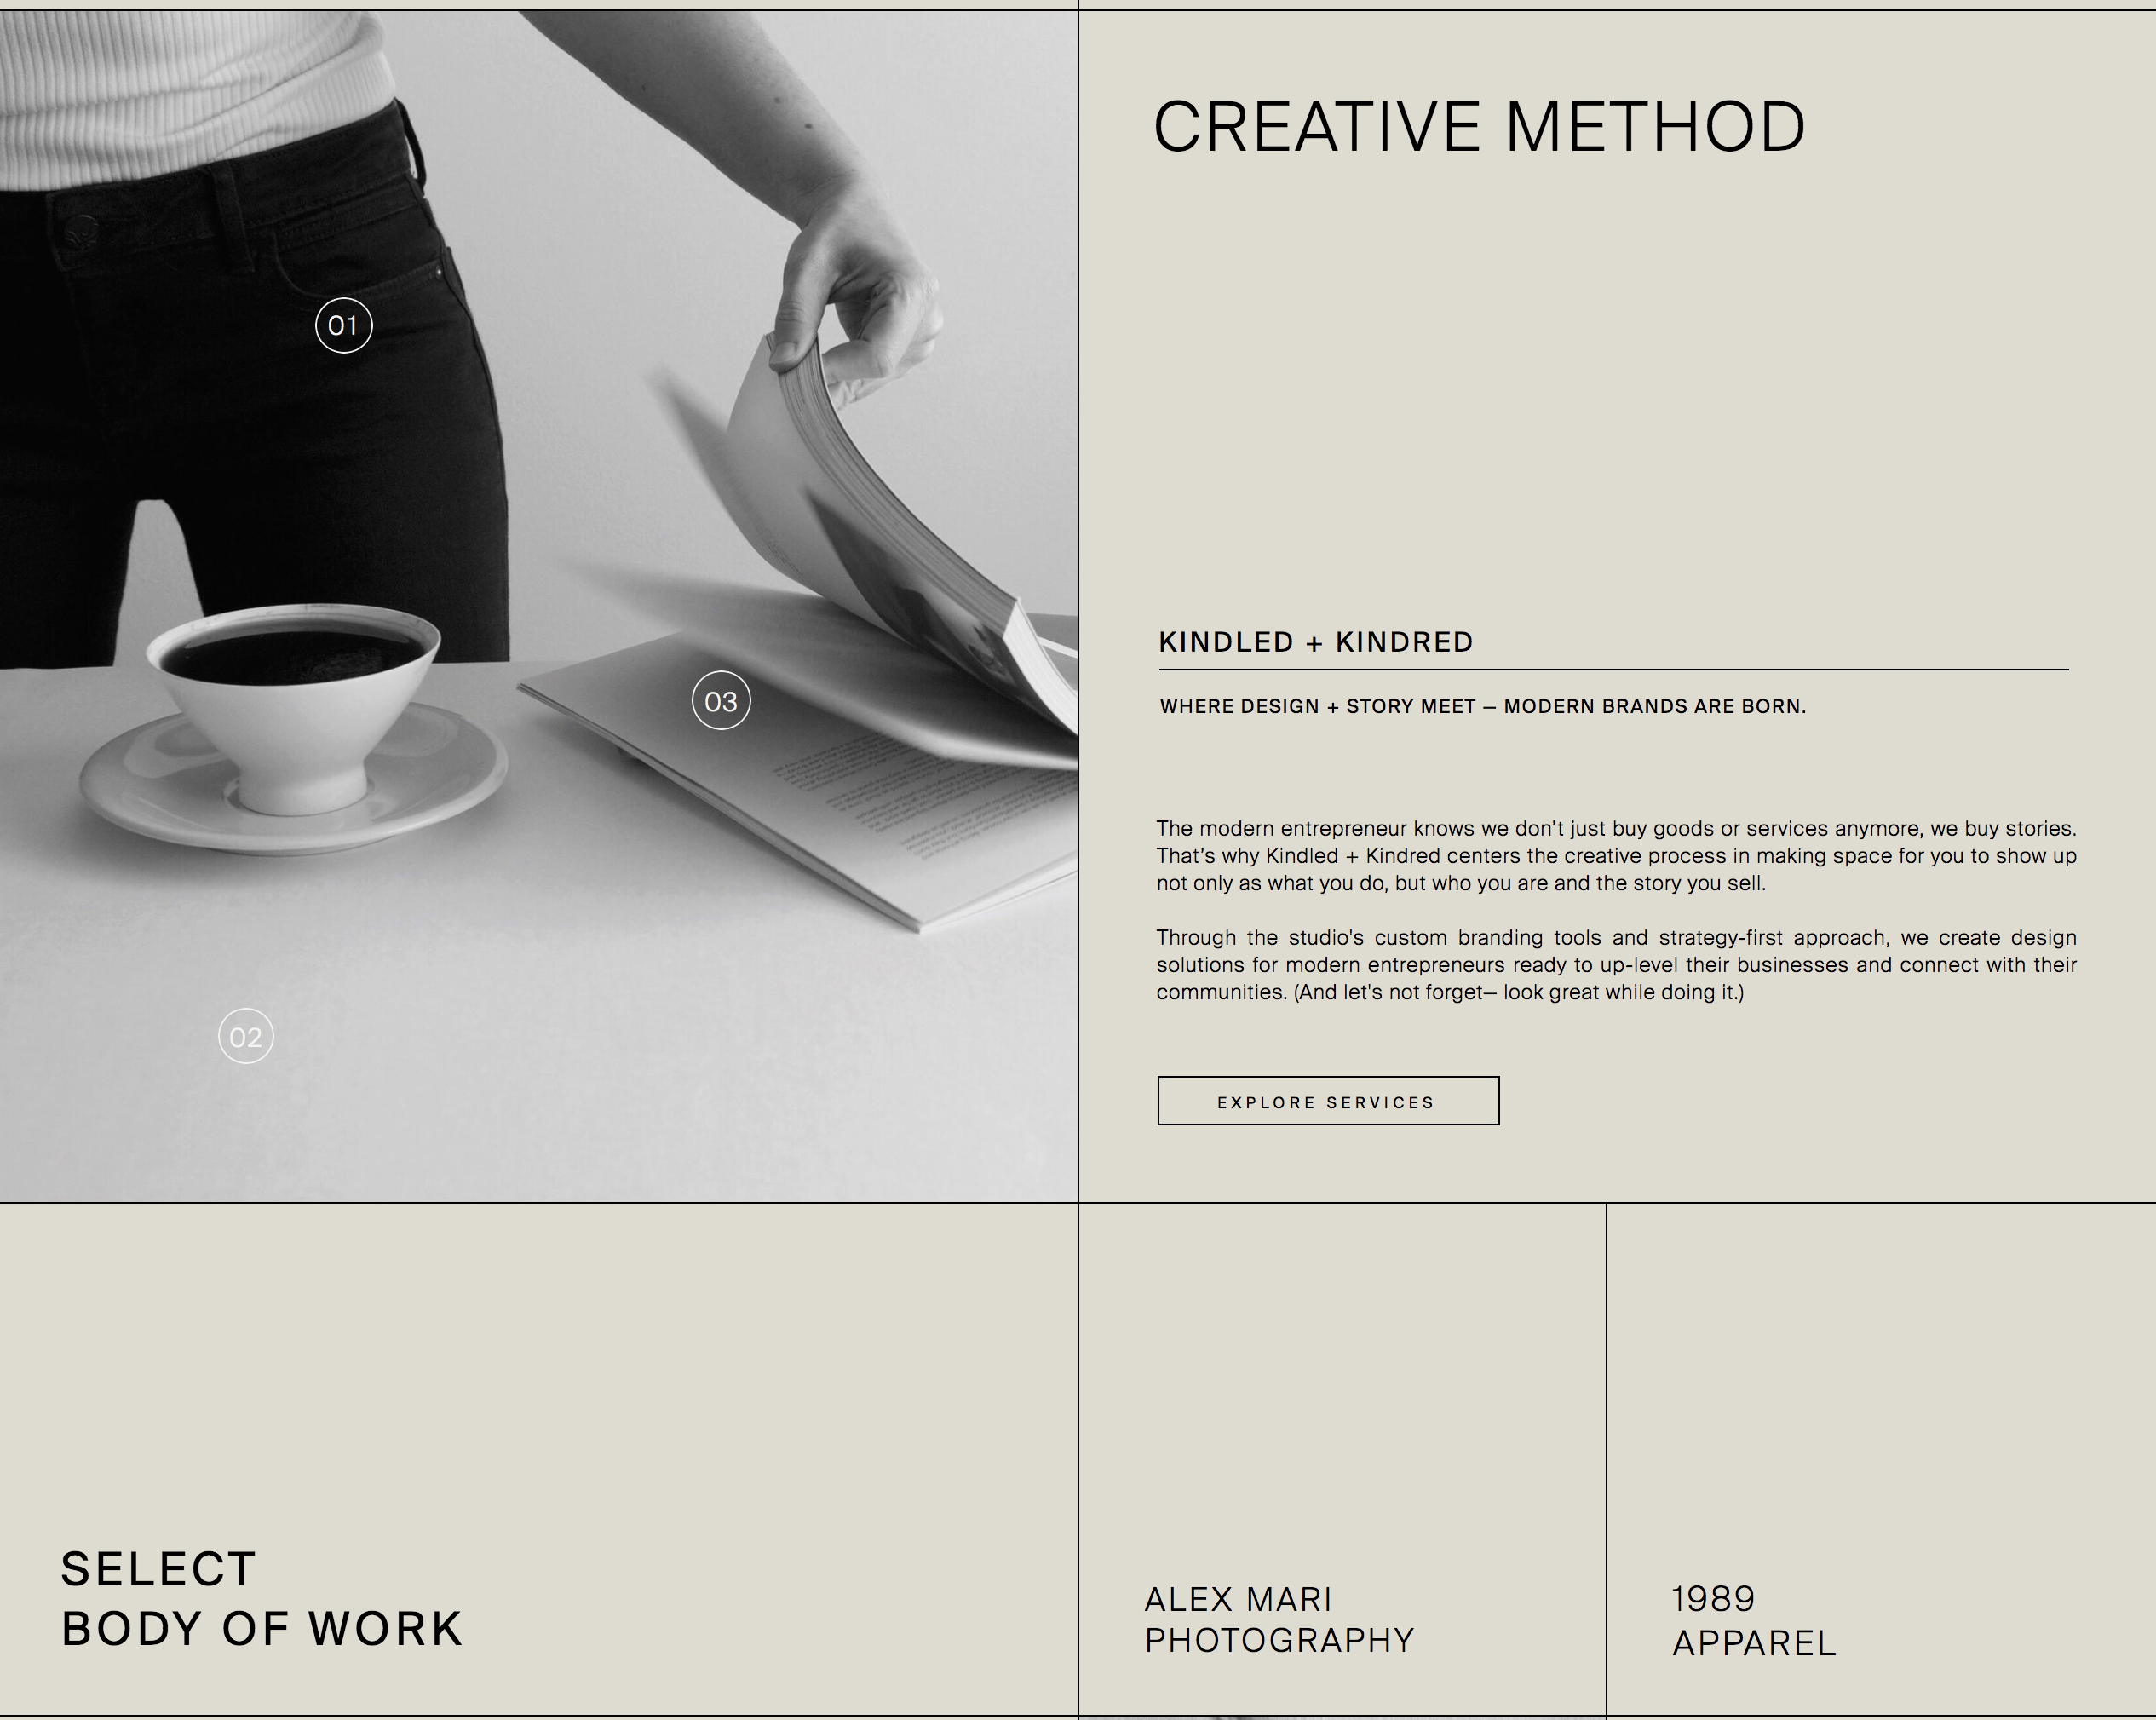 01
03
02
CREATIVE METHOD
KINDLED + KINDRED
WHERE DESIGN + STORY MEET – MODERN BRANDS ARE BORN.
The modern entrepreneur knows we don’t just buy goods or services anymore, we buy stories.
That’s why Kindled + Kindred centers the creative process in making space for you to show up
not only as what you do, but who you are and the story you sell.
Through the studio's custom branding tools and strategy-first approach, we create design
solutions for modern entrepreneurs ready to up-level their businesses and connect with their
communities. (And let's not forget– look great while doing it.)
EXPLORE SERVICES
SELECT
BODY OF WORK
ALEX MARI
PHOTOGRAPHY
1989
APPAREL